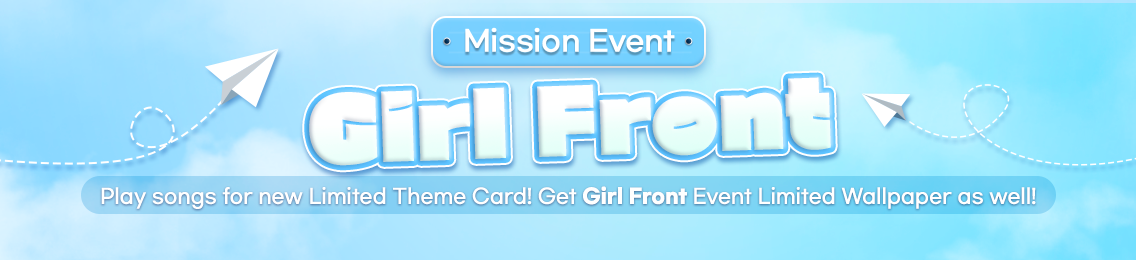 Mission Event
Girl Front
Play songs for new Limited Theme Card! Get Girl Front Event Limited Wallpaper as well!